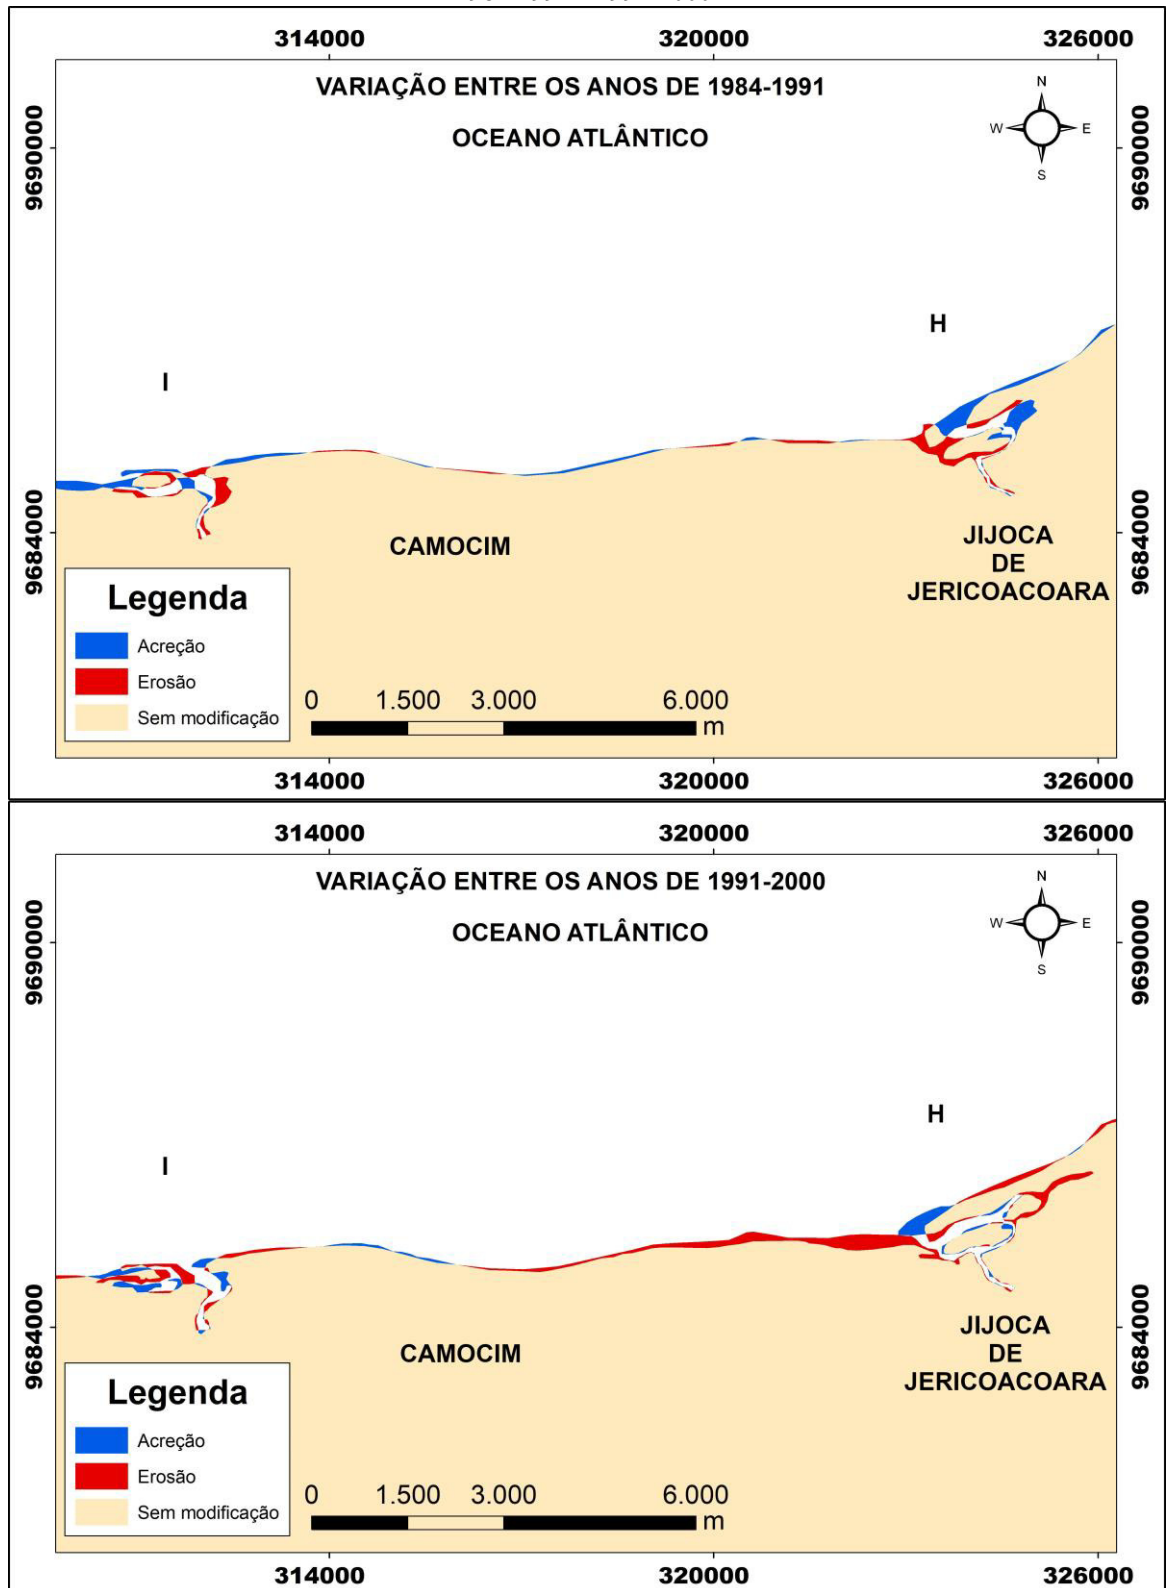 314000 320000 326000
VARIAÇÃO ENTRE OS ANOS DE 1984-1991
OCEANO ATLÂNTICO
N
W E
S
9690000 9690000
H
I
9684000 9684000
CAMOCIM
JIJOCA
DE
JERICOACOARA
Legenda
Acreção
Erosão
Sem modificação
0 1.500 3.000 6.000
m
314000 320000 326000
314000 320000 326000
VARIAÇÃO ENTRE OS ANOS DE 1991-2000
OCEANO ATLÂNTICO
N
W E
S
9690000 9690000
H
I
9684000 9684000
CAMOCIM
JIJOCA
DE
JERICOACOARA
Legenda
Acreção
Erosão
Sem modificação
0 1.500 3.000 6.000
m
314000 320000 326000